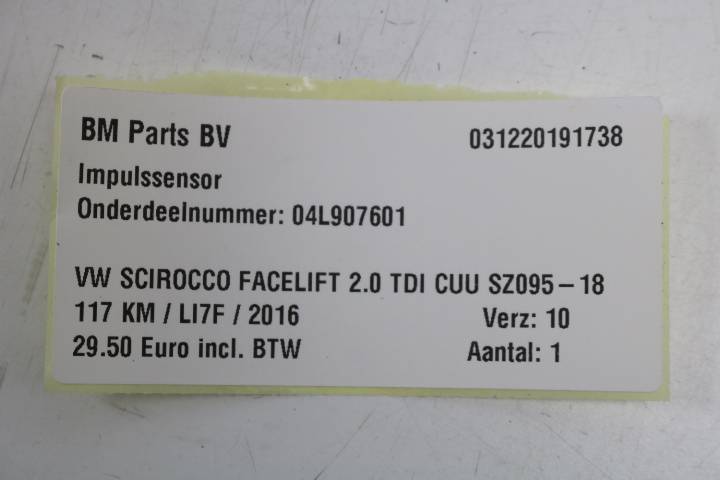 BM Parts BV 031220191738
Impulssensor
Onderdeelnummer: 04L907601
VW SCIROCCO FACELIFT 2.0 TDI CUU SZ095-18
117 KM / LI7F / 2016 Verz: 10
29.50 Euro incl. BTW Aantal: 1